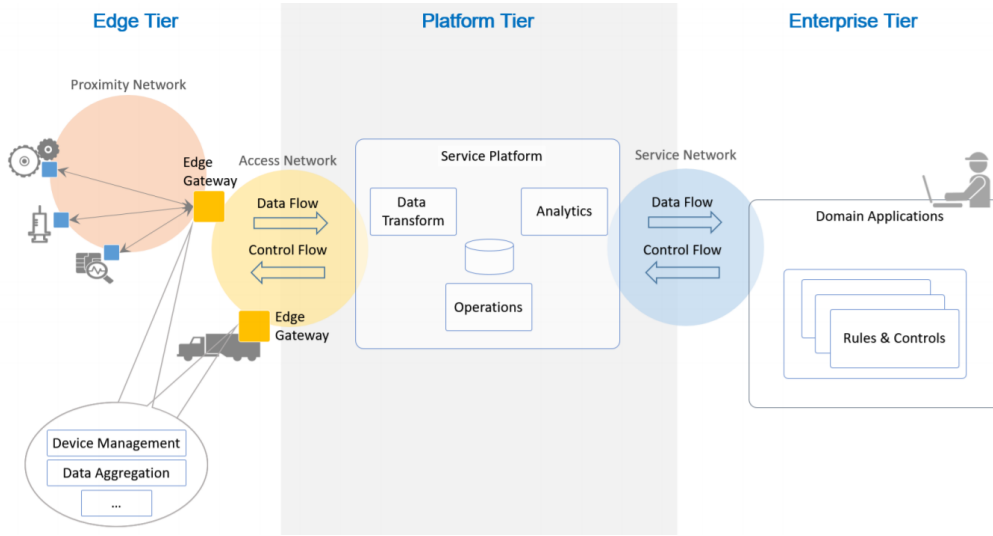 Edge Tier
Platform Tier
Enterprise Tier
Proximity Network
Edge
Gateway
Access Network
Data Flow
Control Flow
Edge
Gateway
Device Management
Data Aggregation
...
Service Platform
Data
Transform
Analytics
Operations
Service Network
Data Flow
Control Flow
Domain Applications
Rules & Controls